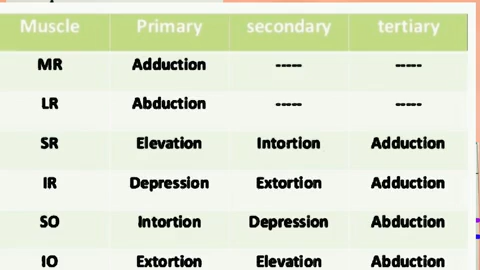 Muscle Primary secondary tertiary
MR Adduction ----- -----
LR Abduction ----- -----
SR Elevation Intortion Adduction
IR Depression Extortion Adduction
SO Intortion Depression Abduction
IO Extortion Elevation Abduction